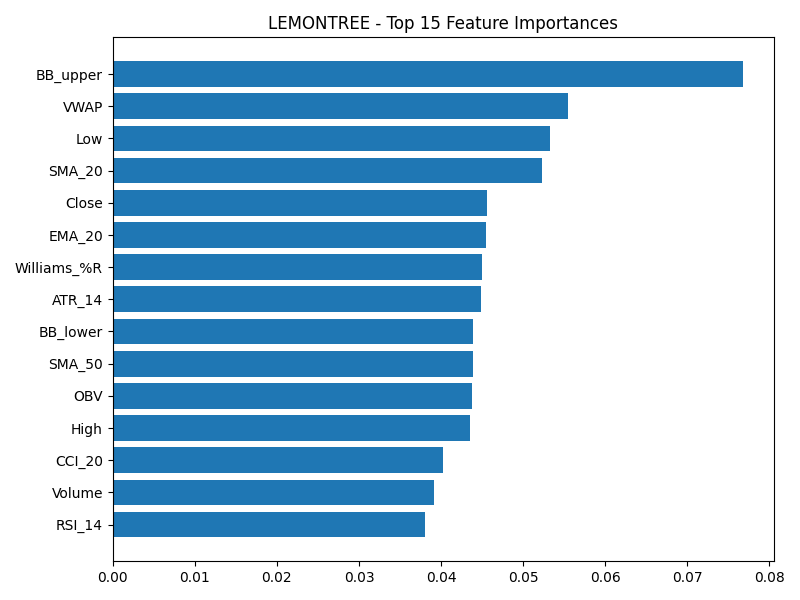 LEMONTREE - Top 15 Feature Importances
BB_upper
VWAP
Low
SMA_20
Close
EMA_20
Williams_%R
ATR_14
BB_lower
SMA_50
OBV
High
CCI_20
Volume
RSI_14
0.00 0.01 0.02 0.03 0.04 0.05 0.06 0.07 0.08